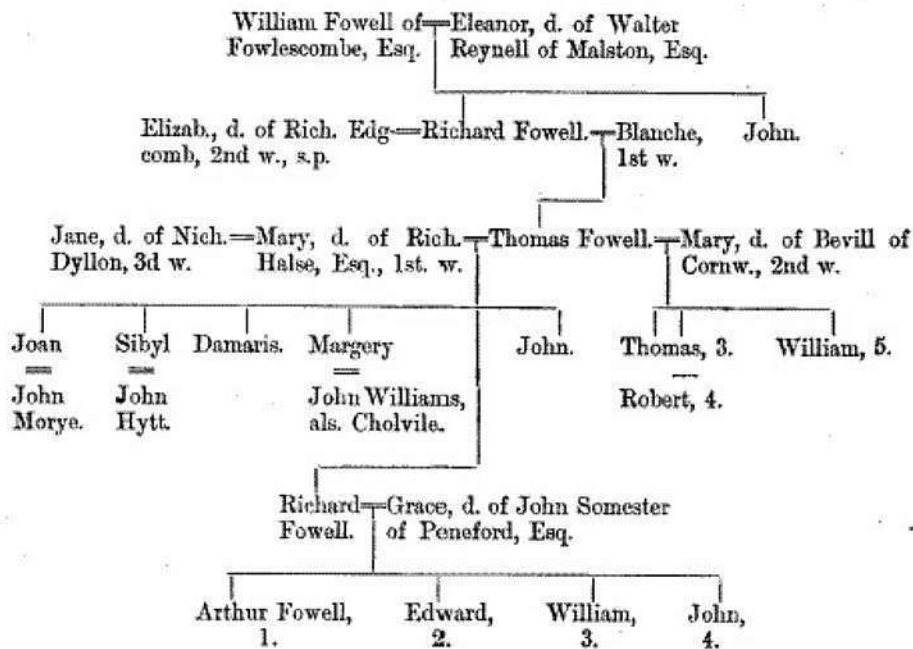 William Fowell of Eleanor, d. of Walter
Fowlescombe, Esq. Reynell of Malston, Esq.
Elizab., d. of Rich. Edg- Richard Fowell. Blanche, John.
comb, 2nd w., s.p. 1st w.
Jane, d. of Nich. Mary, d. of Rich. Thomas Fowell. Mary, d. of Bevill of
Dyllon, 3d w. Halse, Esq., 1st. w. Cornw., 2nd w.
Joan Sibyl Damaris. Margery John. Thomas, 3. William, 5.
John John John Williams, Robert, 4.
Morye. Hytt. als. Cholvile.
Richard Grace, d. of John Somester
Fowell. of Peneford, Esq.
Arthur Fowell, Edward, William, John,
1. 2. 3. 4.